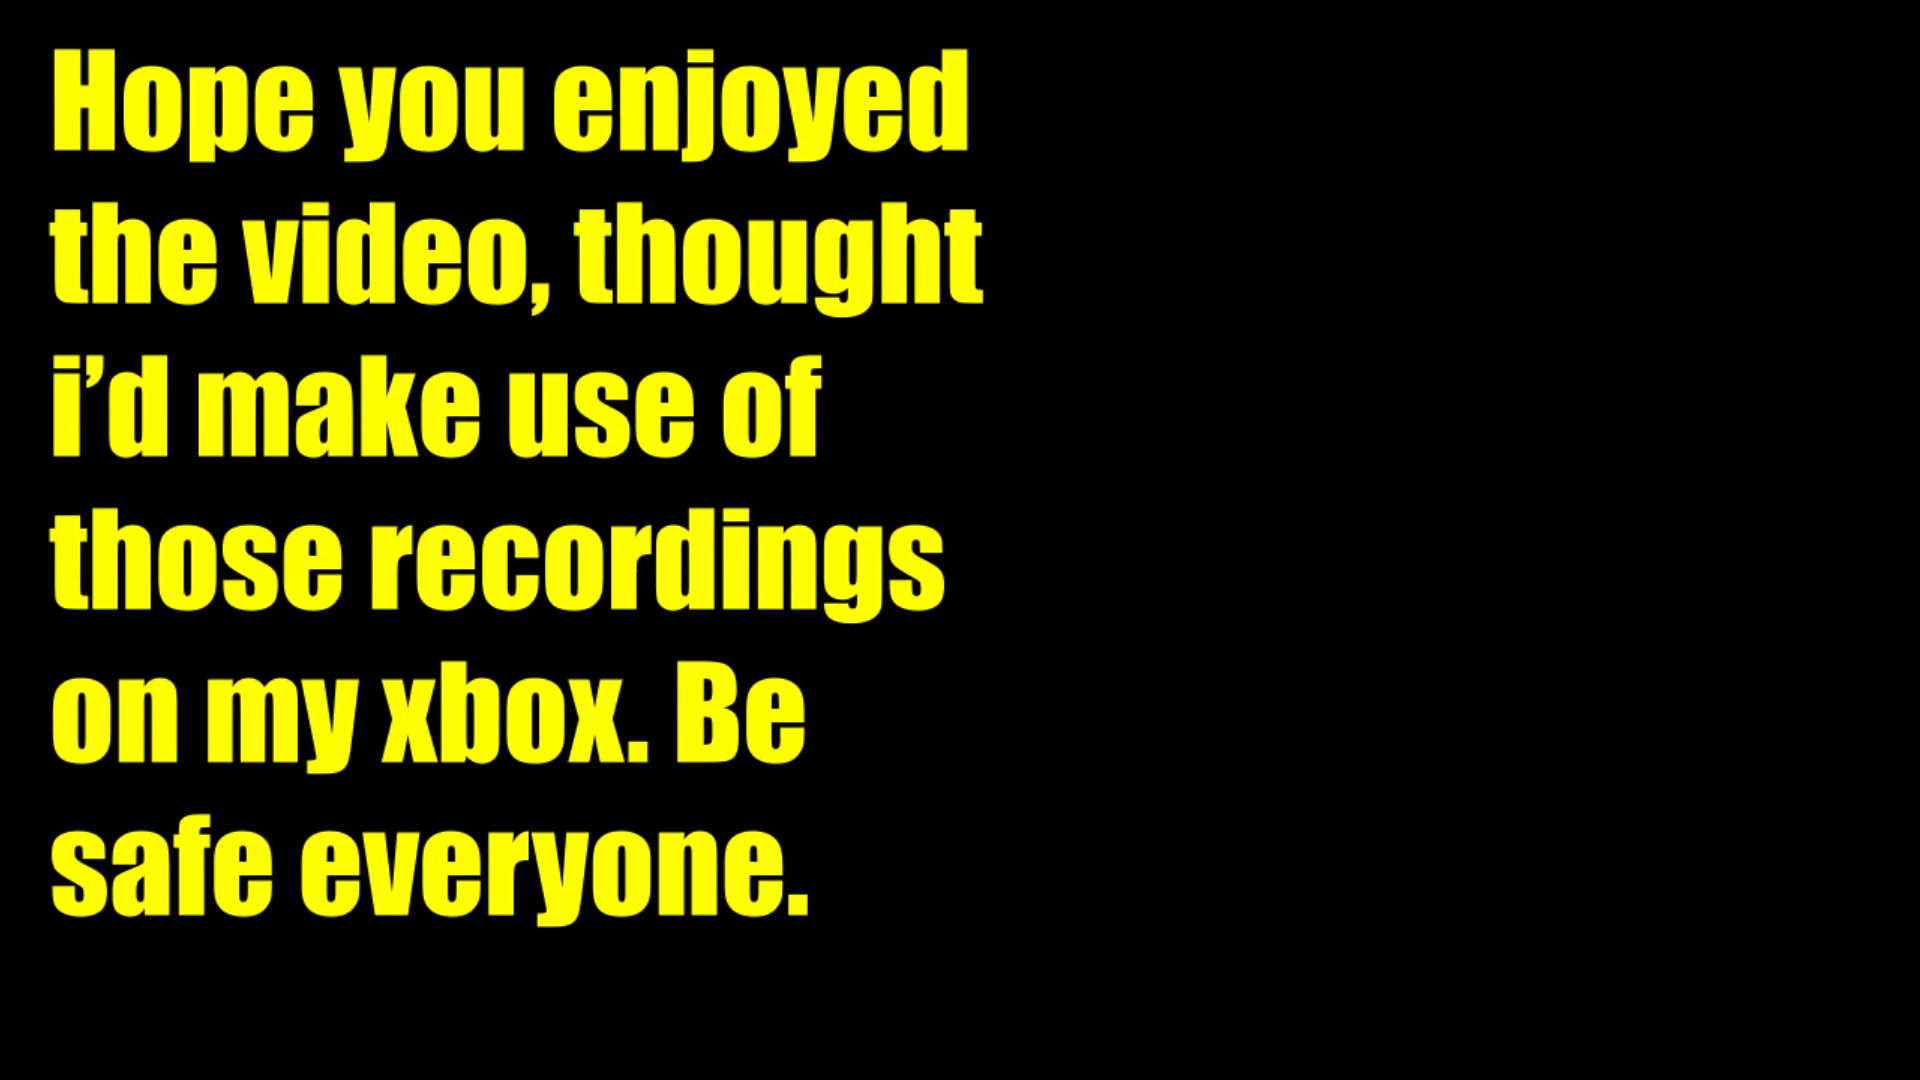 Hope you enjoyed
the video, thought
i’d make use of
those recordings
on my xbox. Be
safe everyone.